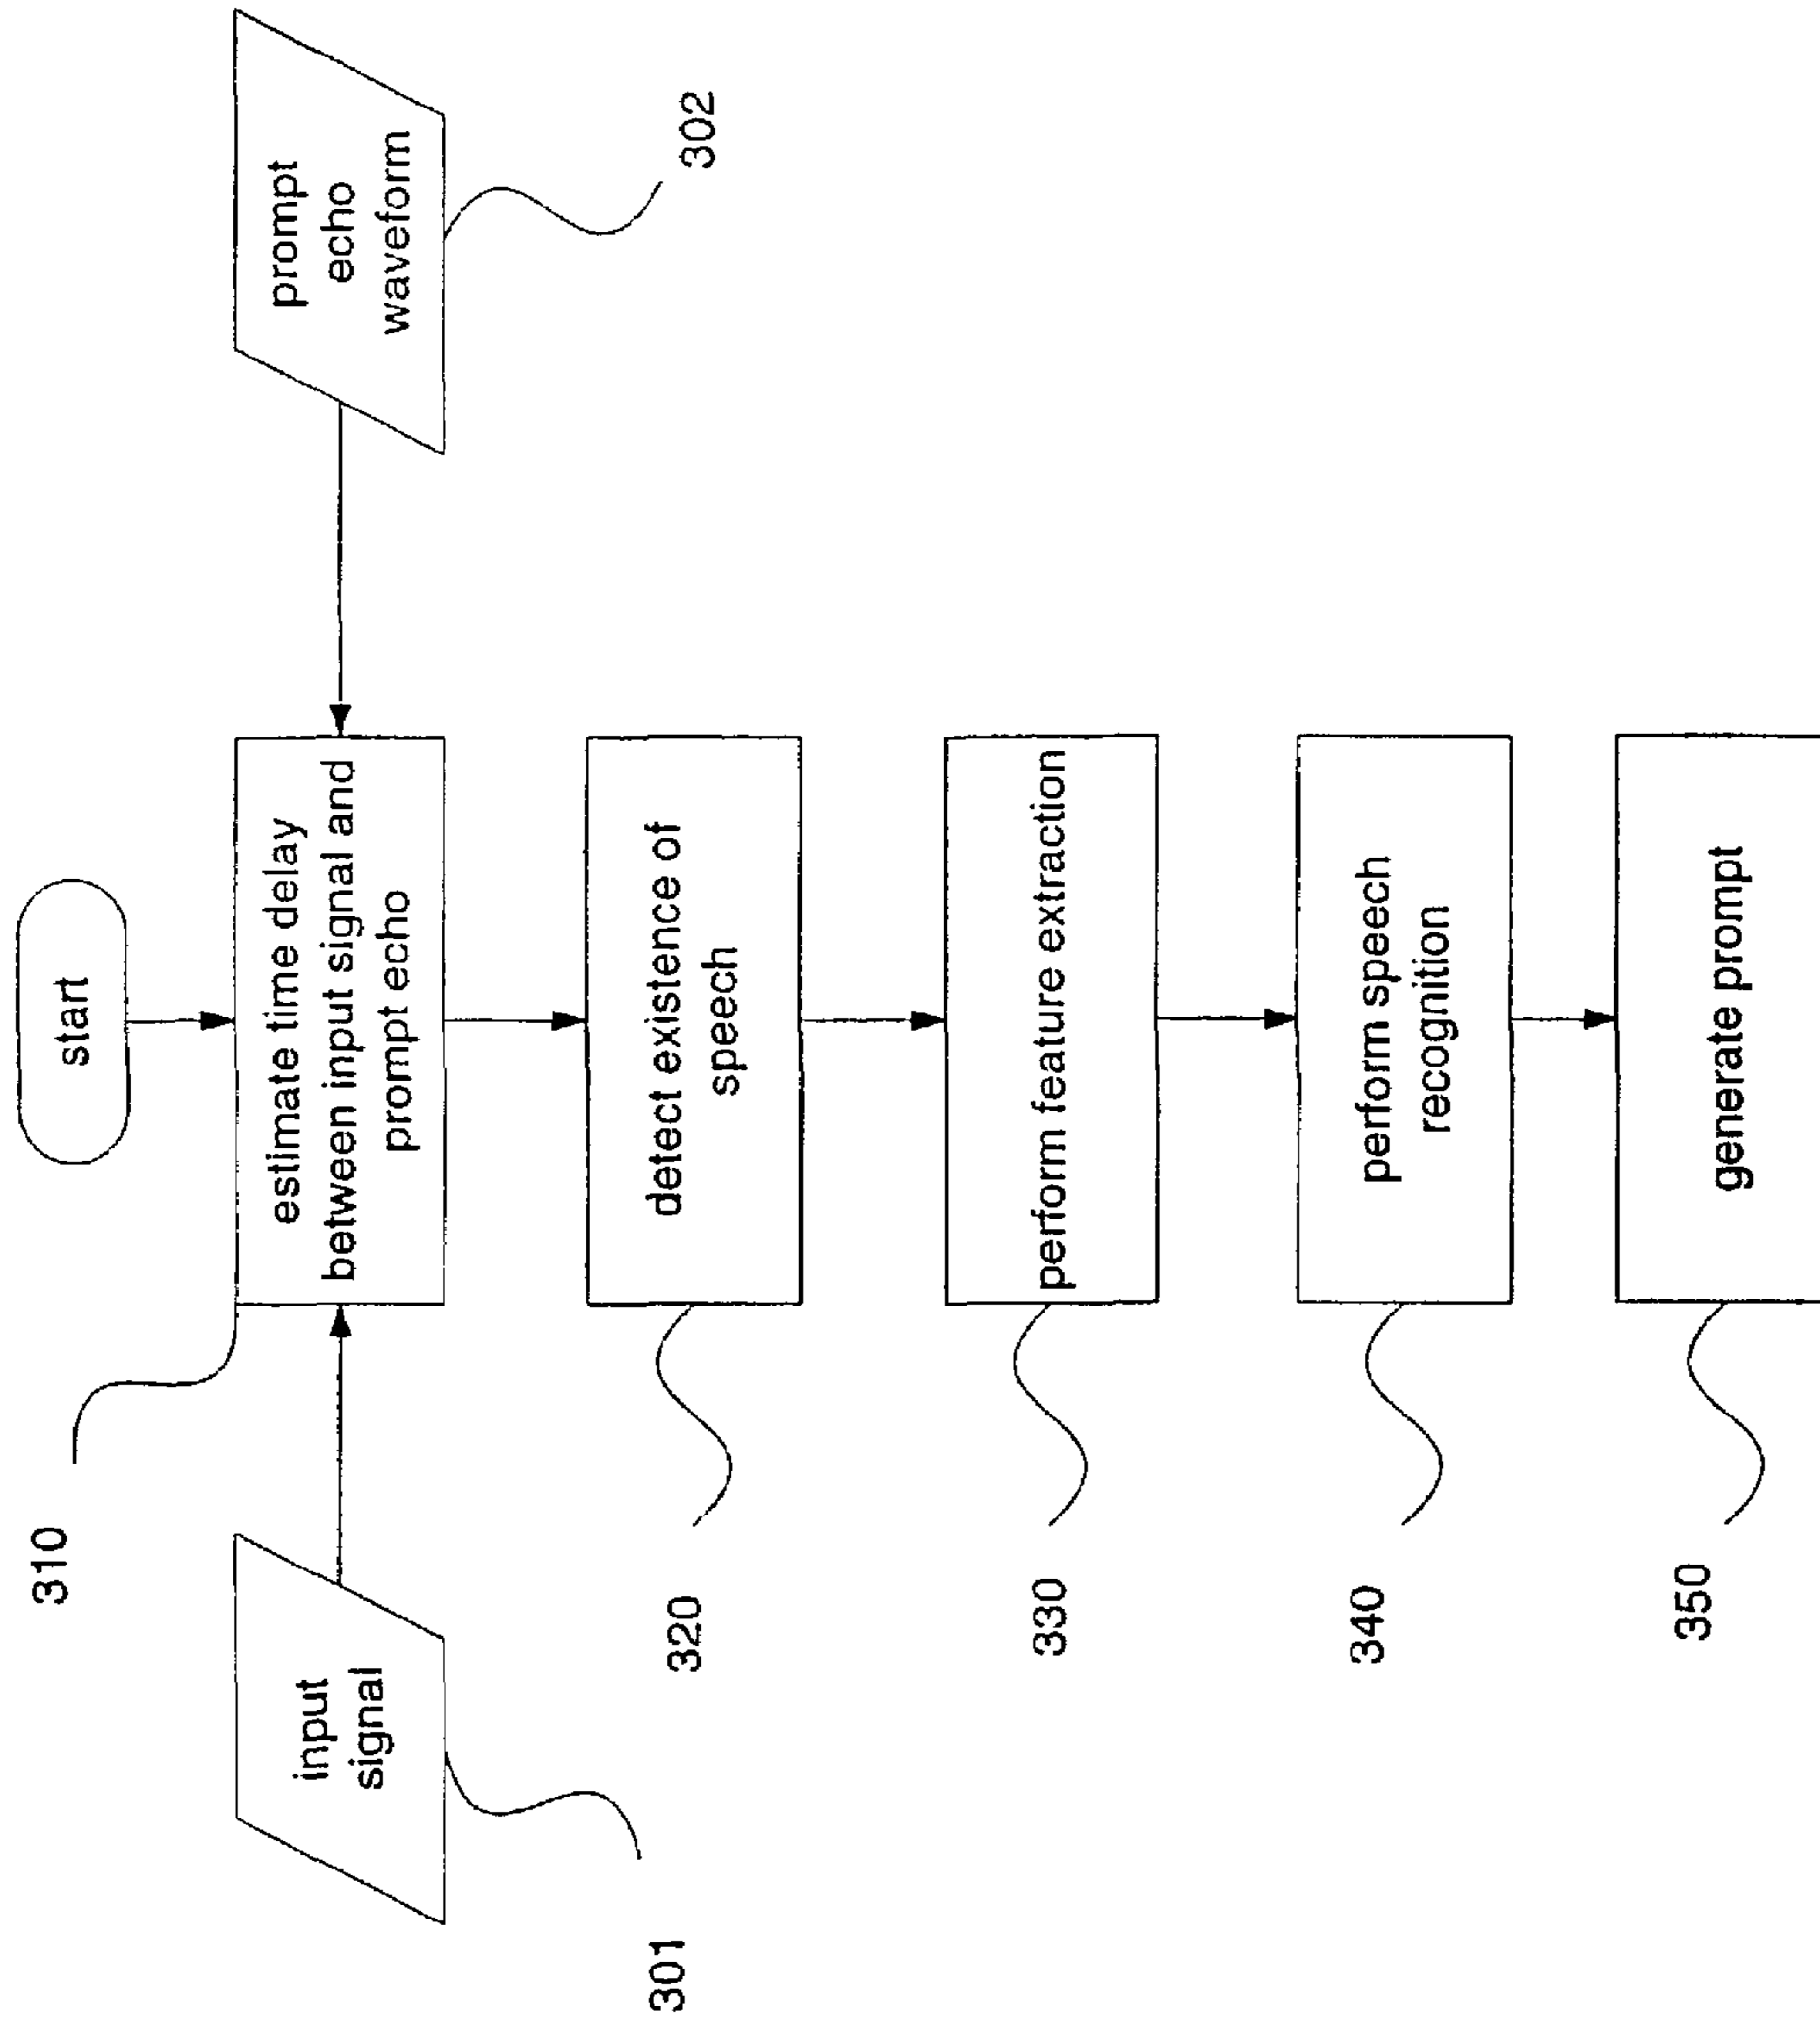 start
310
input
signal
301
estimate time delay
between input signal and
prompt echo
prompt
echo
waveform
302
320
detect existence of
speech
330
perform feature extraction
340
perform speech
recognition
350
generate prompt